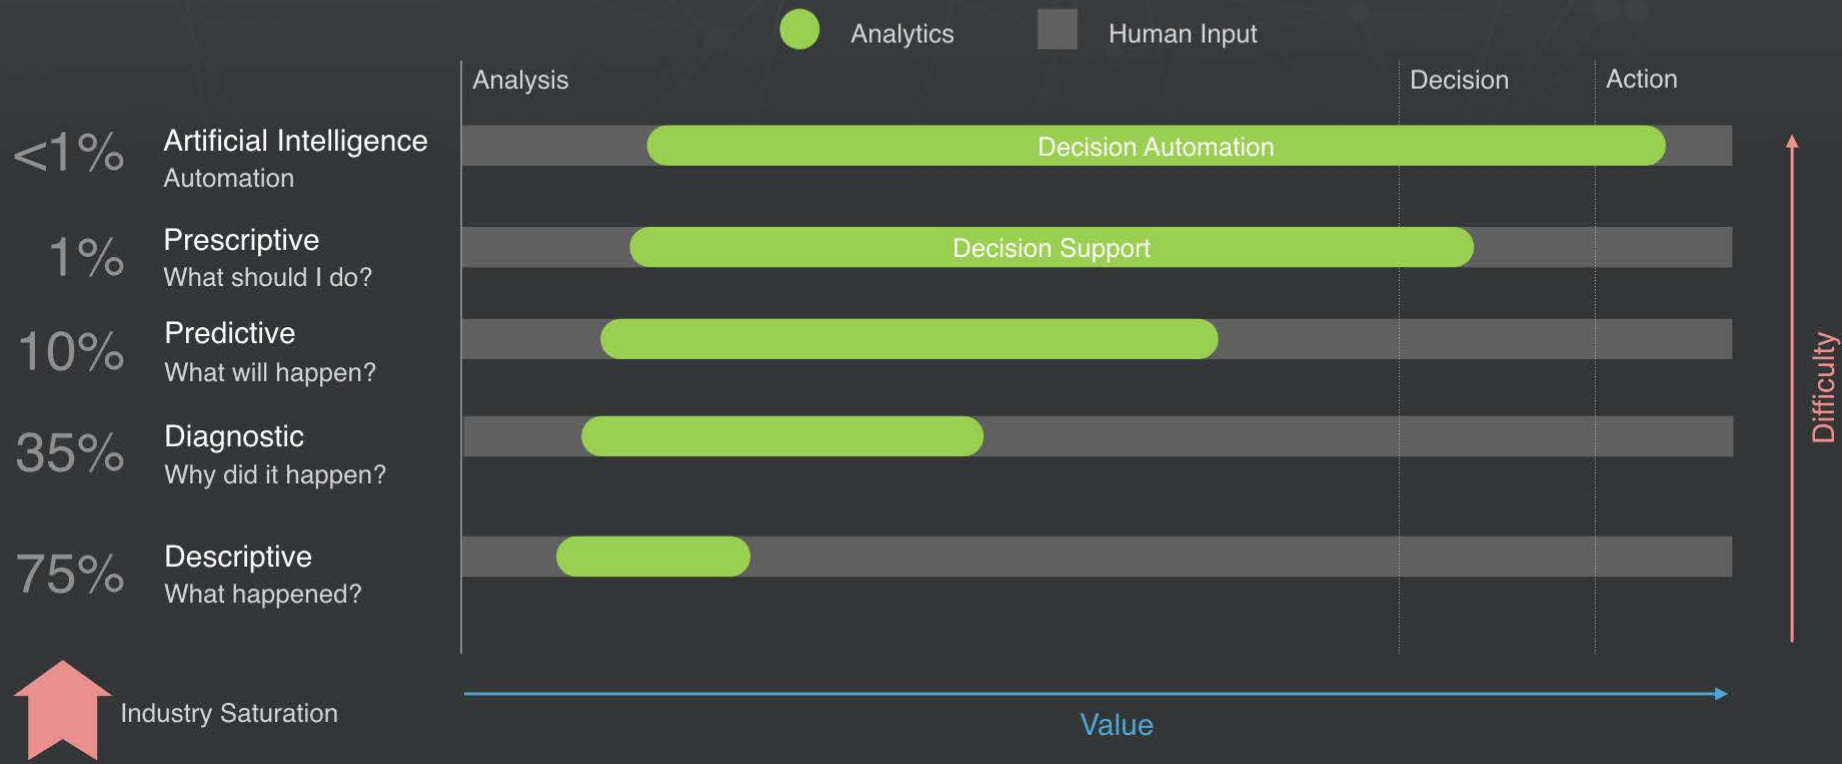 Analytics
Human Input
Analysis
Decision
Action
<1%
Artificial Intelligence
Automation
Decision Automation
1%
Prescriptive
What should I do?
Decision Support
10%
Predictive
What will happen?
35%
Diagnostic
Why did it happen?
75%
Descriptive
What happened?
Difficulty
Industry Saturation
Value